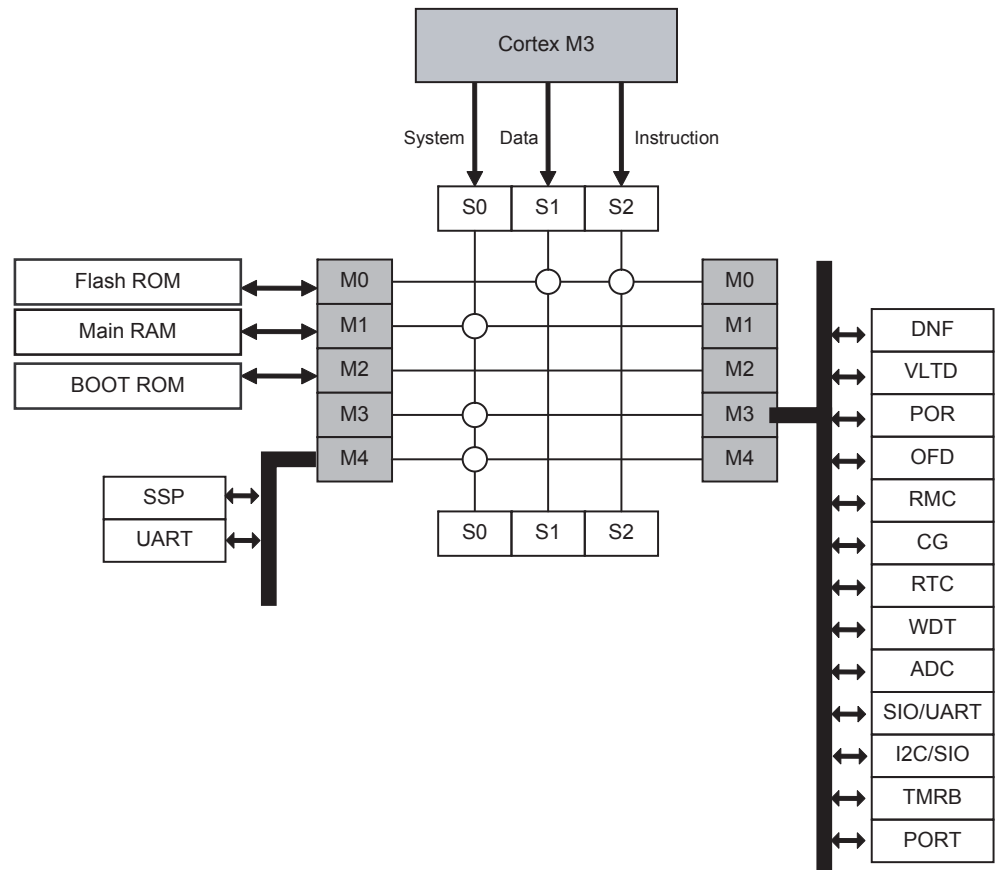 Cortex M3
System
Data
Instruction
S0
S1
S2
Flash ROM
Main RAM
BOOT ROM
M0
M1
M2
M3
M4
M0
M1
M2
M3
M4
SSP
UART
S0
S1
S2
DNF
VLTD
POR
OFD
RMC
CG
RTC
WDT
ADC
SIO/UART
I2C/SIO
TMRB
PORT